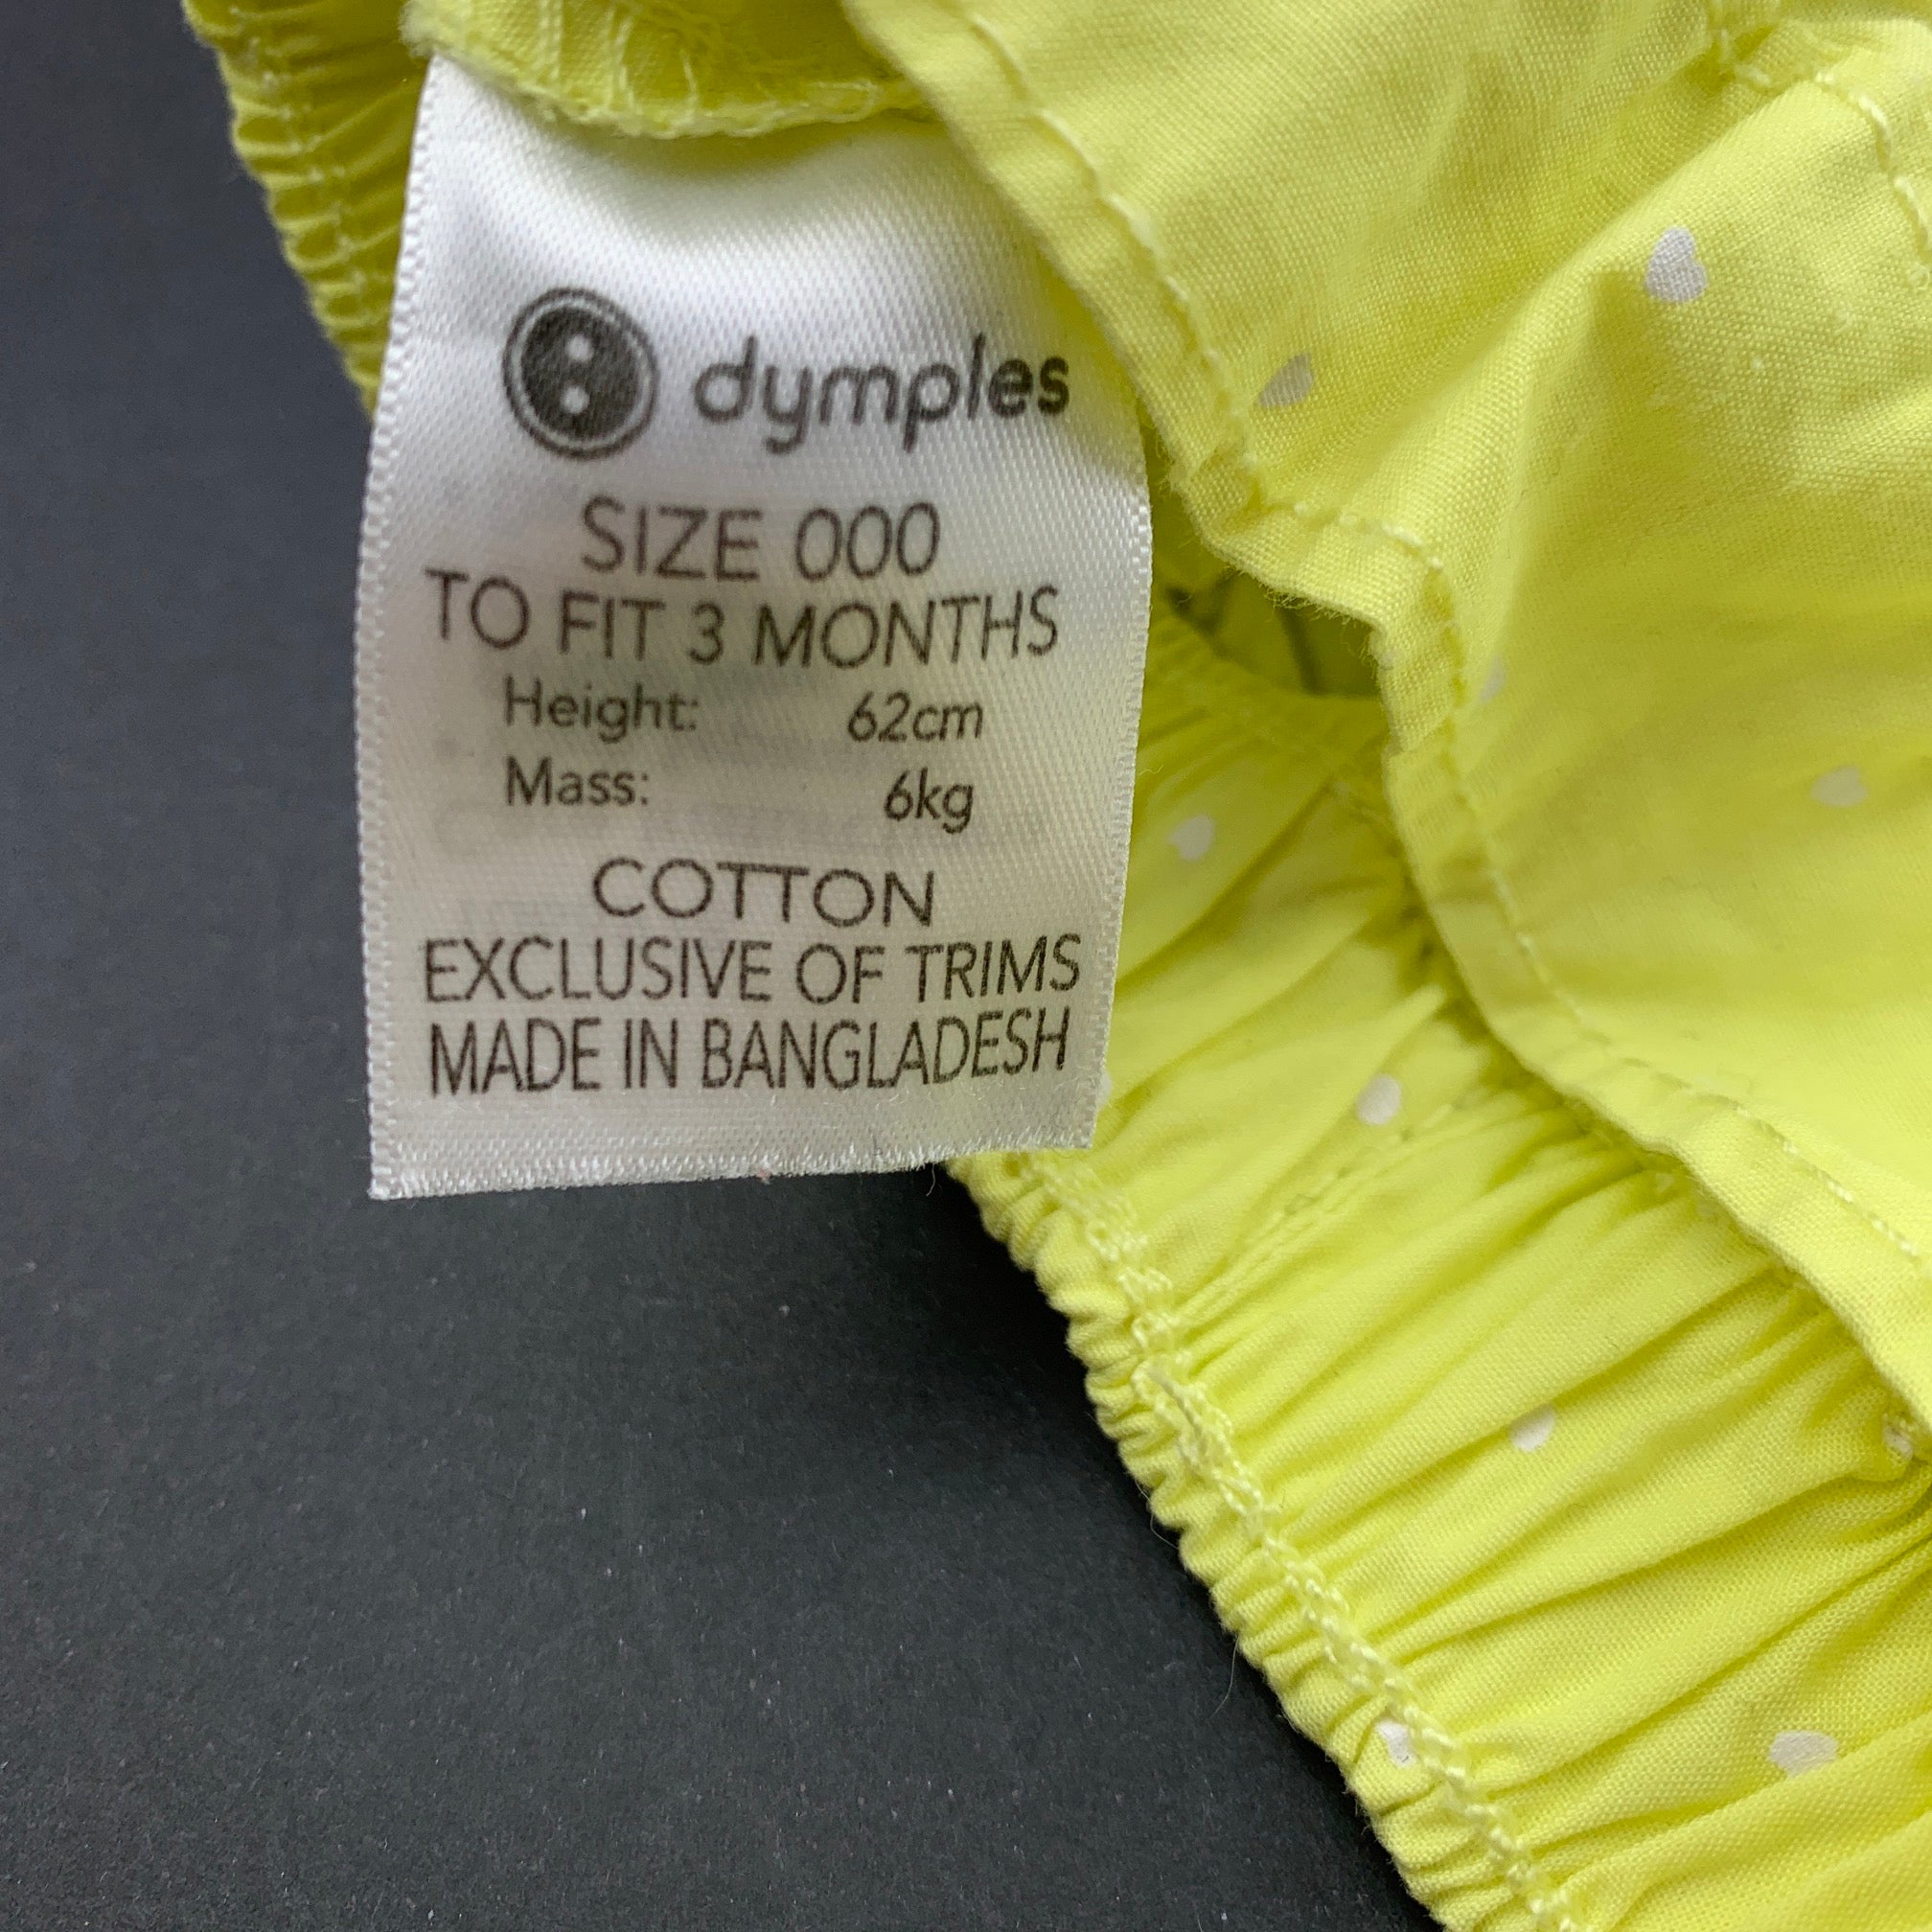 dymples
SIZE 000
TO FIT 3 MONTHS
Height: 62cm
Mass: 6kg
COTTON
EXCLUSIVE OF TRIMS
MADE IN BANGLADESH